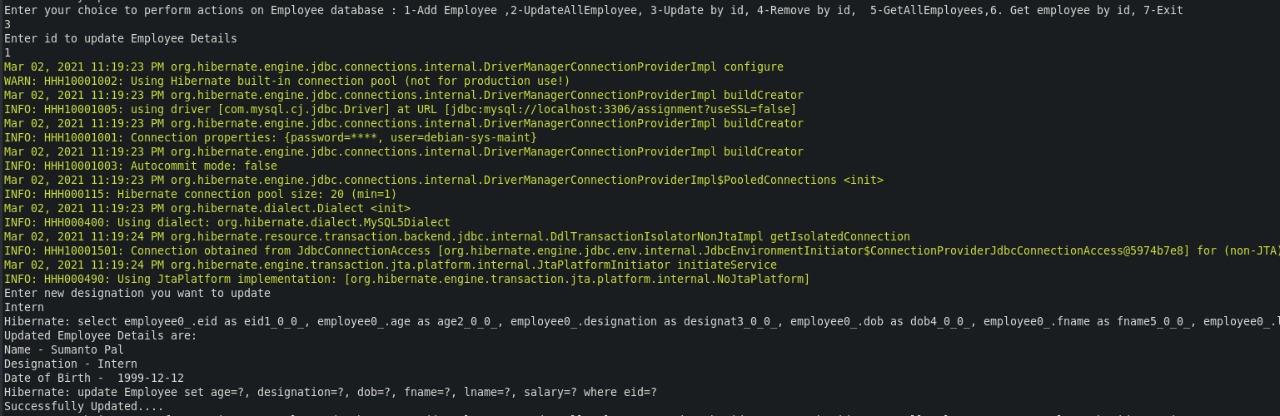 Enter your choice to perform actions on Employee database : 1-Add Employee ,2-UpdateAllEmployee, 3-Update by id, 4-Remove by id,  5-GetAllEmployees,6. Get employee by id, 7-Exit
3
Enter id to update Employee Details
1
Mar 02, 2021 11:19:23 PM org.hibernate.engine.jdbc.connections.internal.DriverManagerConnectionProviderImpl configure
WARN: HHH10001002: Using Hibernate built-in connection pool (not for production use!)
Mar 02, 2021 11:19:23 PM org.hibernate.engine.jdbc.connections.internal.DriverManagerConnectionProviderImpl buildCreator
INFO: HHH10001005: using driver [com.mysql.cj.jdbc.Driver] at URL [jdbc:mysql://localhost:3306/assignment?useSSL=false]
Mar 02, 2021 11:19:23 PM org.hibernate.engine.jdbc.connections.internal.DriverManagerConnectionProviderImpl buildCreator
INFO: HHH10001001: Connection properties: {password=****, user=debian-sys-maint}
Mar 02, 2021 11:19:23 PM org.hibernate.engine.jdbc.connections.internal.DriverManagerConnectionProviderImpl buildCreator
INFO: HHH10001003: Autocommit mode: false
Mar 02, 2021 11:19:23 PM org.hibernate.engine.jdbc.connections.internal.DriverManagerConnectionProviderImpl$PooledConnections <init>
INFO: HHH000115: Hibernate connection pool size: 20 (min=1)
Mar 02, 2021 11:19:23 PM org.hibernate.dialect.Dialect <init>
INFO: HHH000400: Using dialect: org.hibernate.dialect.MySQL5Dialect
Mar 02, 2021 11:19:24 PM org.hibernate.resource.transaction.backend.jdbc.internal.DdlTransactionIsolatorNonJtaImpl getIsolatedConnection
INFO: HHH10001501: Connection obtained from JdbcConnectionAccess [org.hibernate.engine.jdbc.env.internal.JdbcEnvironmentInitiator$ConnectionProviderJdbcConnectionAccess@5974b7e8] for (non-JTA)
Mar 02, 2021 11:19:24 PM org.hibernate.engine.transaction.jta.platform.internal.JtaPlatformInitiator initiateService
INFO: HHH000490: Using JtaPlatform implementation: [org.hibernate.engine.transaction.jta.platform.internal.NoJtaPlatform]
Enter new designation you want to update
Intern
Hibernate: select employee0_.eid as eid1_0_0_, employee0_.age as age2_0_0_, employee0_.designation as designat3_0_0_, employee0_.dob as dob4_0_0_, employee0_.fname as fname5_0_0_, employee0_.l
Updated Employee Details are:
Name - Sumanto Pal
Designation - Intern
Date of Birth -  1999-12-12
Hibernate: update Employee set age=?, designation=?, dob=?, fname=?, lname=?, salary=? where eid=?
Successfully Updated....